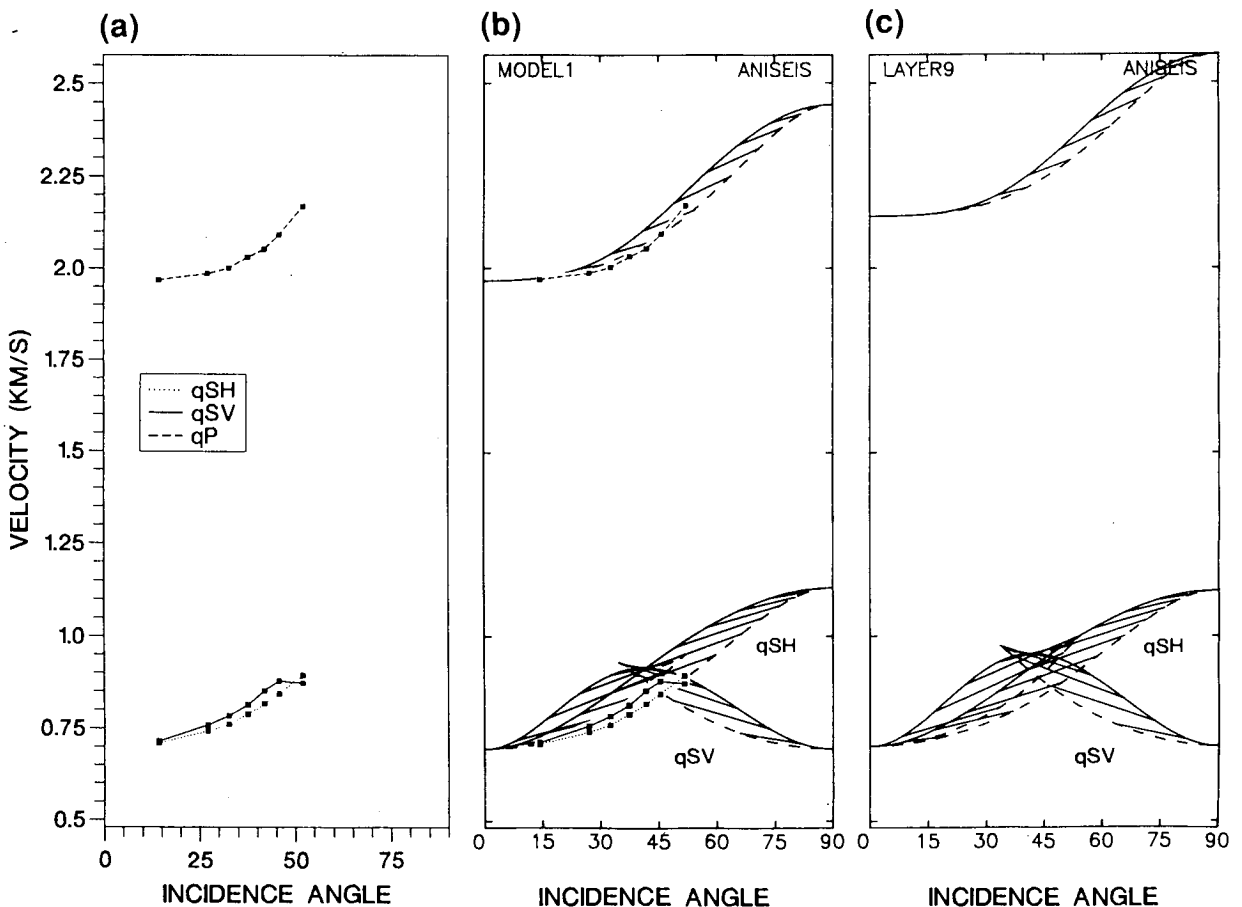 (a)
(b)
(c)
MODEL1 ANISEIS
LAYER9 ANISEIS
2.5
2.25
2.0
1.75
1.5
1.25
1.0
0.75
0.5
VELOCITY (KM/S)
qSH
qSV
qP
qSH
qSV
qSH
qSV
0 25 50 75
0 15 30 45 60 75 90
0 15 30 45 60 75 90
INCIDENCE ANGLE
INCIDENCE ANGLE
INCIDENCE ANGLE